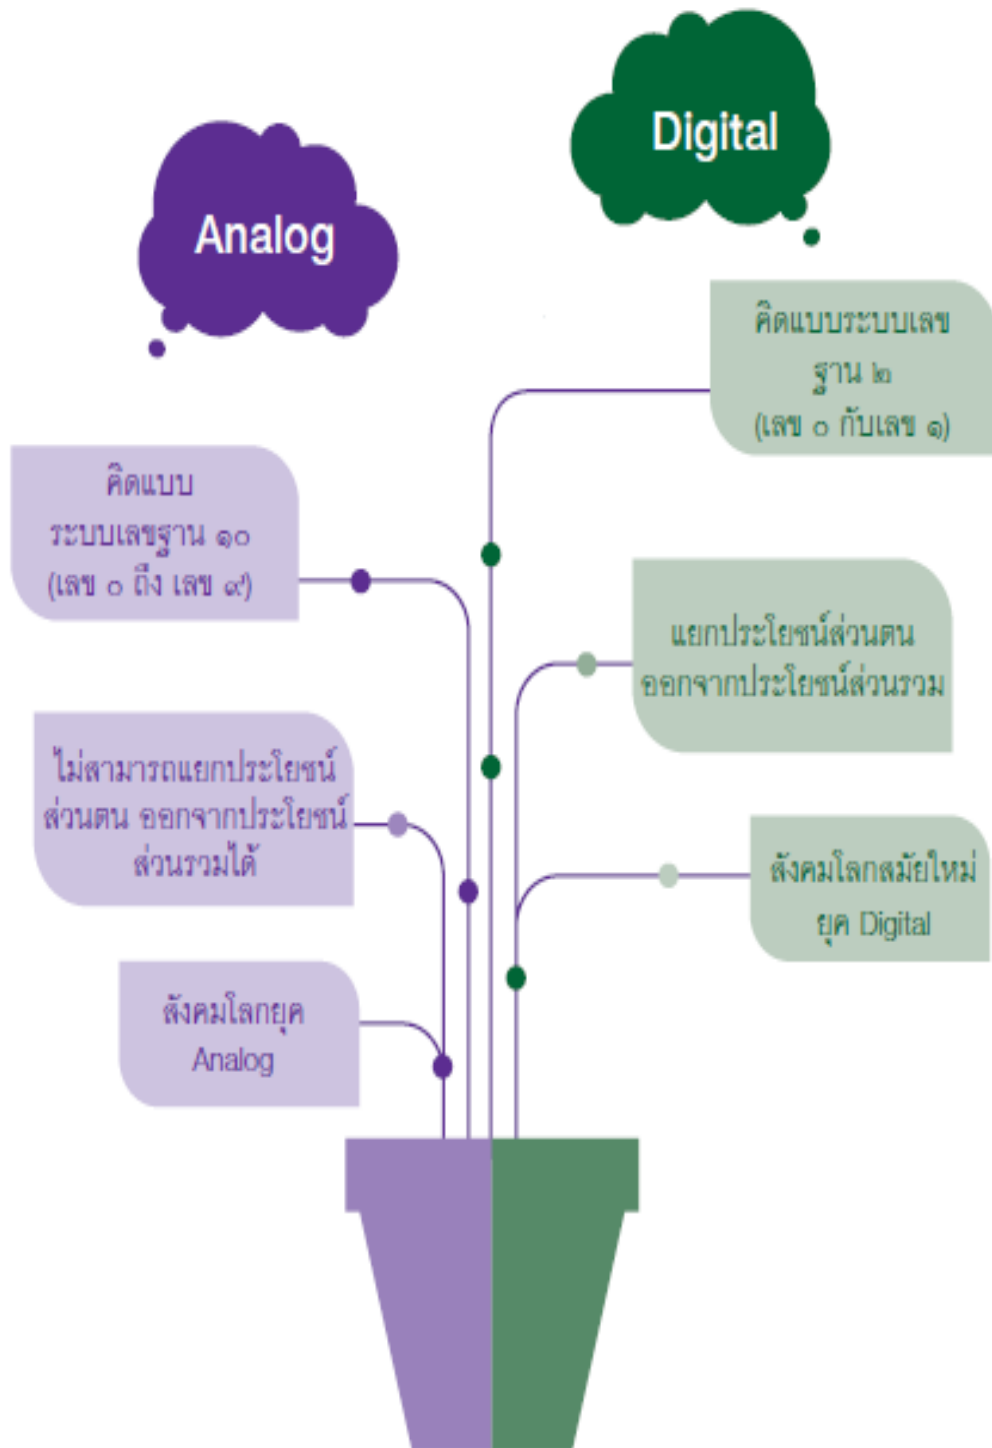 Analog
คิดแบบ
ระบบเลขฐาน ๑๐
(เลข ๐ ถึง เลข ๙)
ไม่สามารถแยกประโยชน์
ส่วนตน ออกจากประโยชน์
ส่วนรวมได้
สังคมโลกยุค
Analog
Digital
คิดแบบระบบเลข
ฐาน ๒
(เลข ๐ กับเลข ๑)
แยกประโยชน์ส่วนตน
ออกจากประโยชน์ส่วนรวม
สังคมโลกสมัยใหม่
ยุค Digital